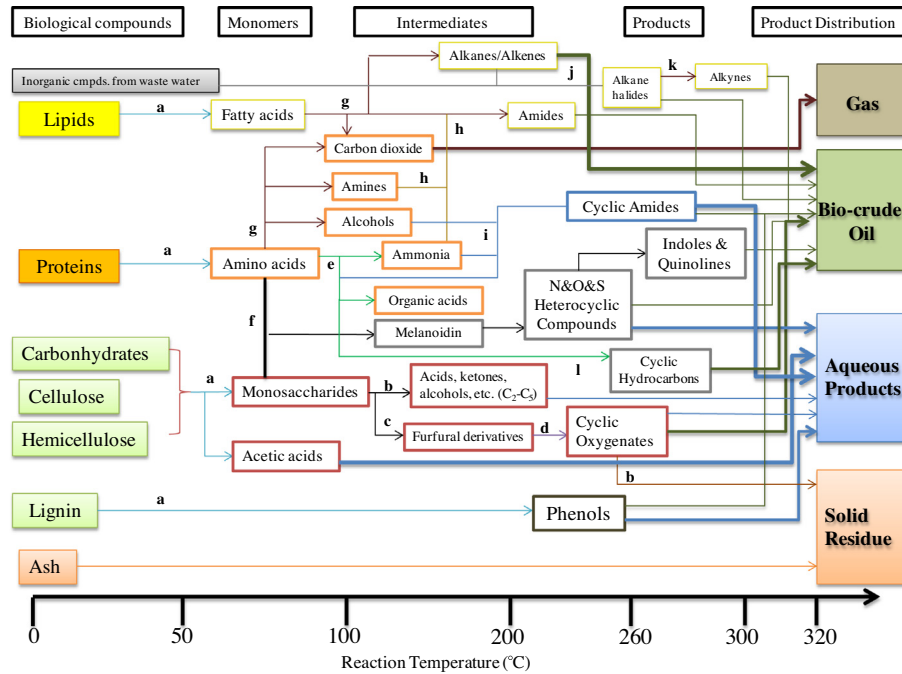 Biological compounds
Monomers
Intermediates
Products
Product Distribution
Alkanes/Alkenes
Inorganic cmpds. from waste water
j
k
Alkane
halides
Alkynes
Gas
Lipids
a
Fatty acids
g
h
Amides
Carbon dioxide
Amines
h
Alcohols
g
i
Cyclic Amides
Bio-crude
Oil
Proteins
a
Amino acids
e
Ammonia
Indoles &
Quinolines
Organic acids
N&O&S
Heterocyclic
Compounds
f
Melanoidin
Carbonhydrates
a
Monosaccharides
b
Acids, ketones,
alcohols, etc. (C2-C5)
l
Cyclic
Hydrocarbons
Aqueous
Products
Cellulose
c
Furfural derivatives
d
Cyclic
Oxygenates
Hemicellulose
Acetic acids
b
Lignin
a
Phenols
Solid
Residue
Ash
0
50
100
200
260
300
320
Reaction Temperature (°C)